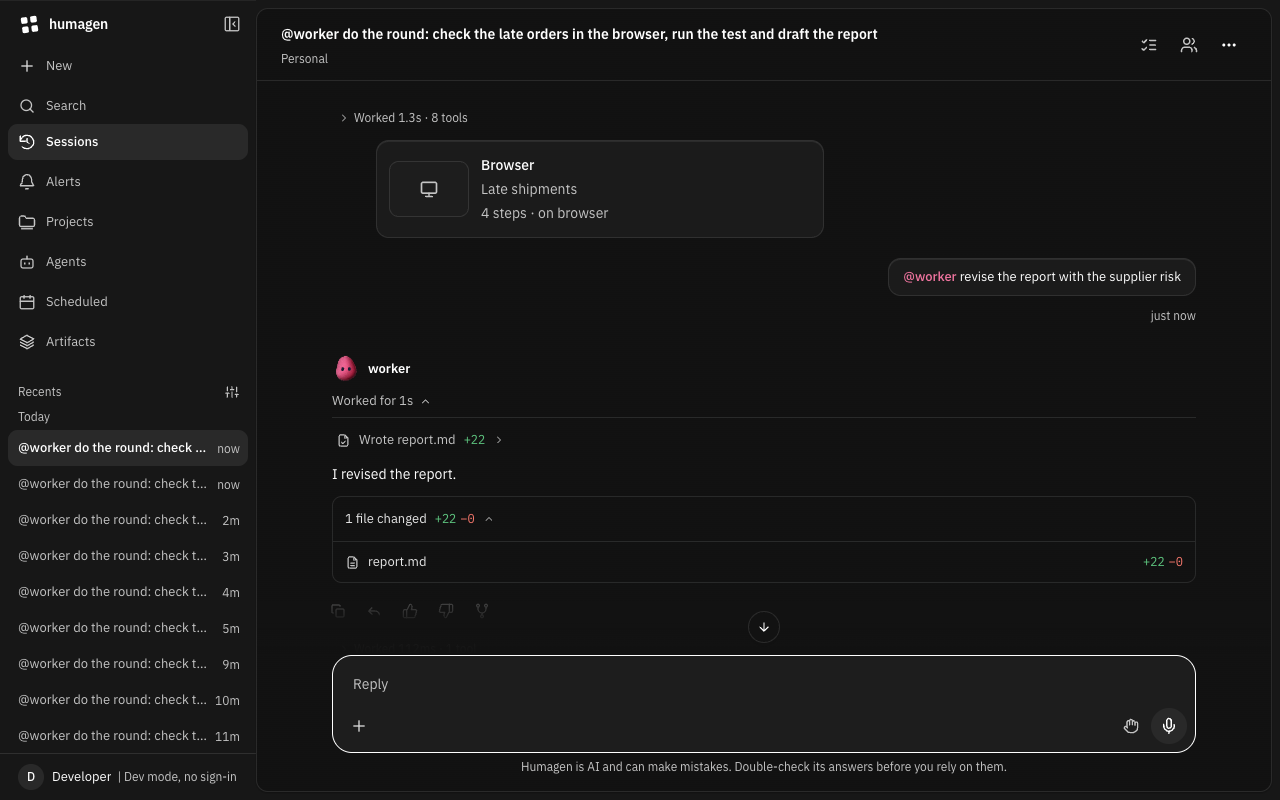 humagen
New
Search
Sessions
Alerts
Projects
Agents
Scheduled
Artifacts
Recents
Today
@worker do the round: check ... now
@worker do the round: check t... now
@worker do the round: check t... 2m
@worker do the round: check t... 3m
@worker do the round: check t... 4m
@worker do the round: check t... 5m
@worker do the round: check t... 9m
@worker do the round: check t... 10m
@worker do the round: check t... 11m
D Developer | Dev mode, no sign-in
@worker do the round: check the late orders in the browser, run the test and draft the report
Personal
Worked 1.3s · 8 tools
Browser
Late shipments
4 steps · on browser
@worker revise the report with the supplier risk
just now
worker
Worked for 1s
Wrote report.md +22
I revised the report.
1 file changed +22 −0
report.md +22 −0
Reply
Humagen is AI and can make mistakes. Double-check its answers before you rely on them.